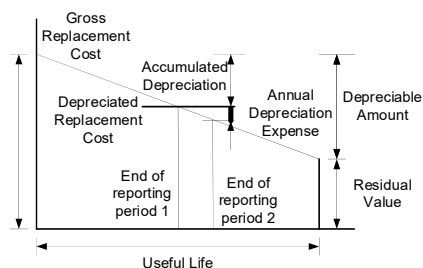 Gross
Replacement
Cost
Accumulated
Depreciation
Depreciated
Replacement
Cost
Annual
Depreciation
Expense
Depreciable
Amount
End of
reporting
period 1
End of
reporting
period 2
Residual
Value
Useful Life